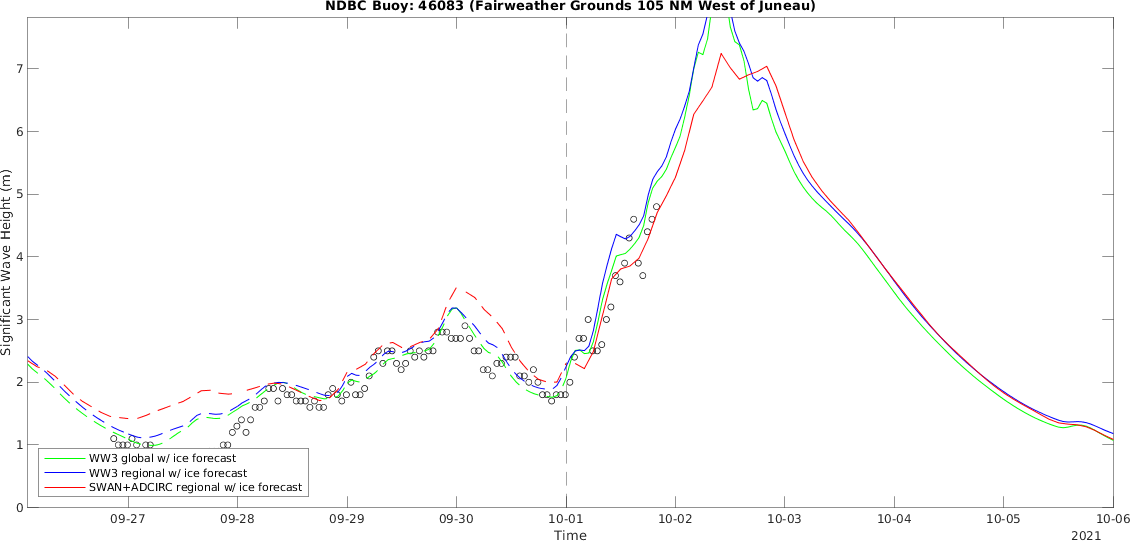 NDBC Buoy: 46083 (Fairweather Grounds 105 NM West of Juneau)
Significant Wave Height (m)
7
6
5
4
3
2
1
0
WW3 global w/ ice forecast
WW3 regional w/ ice forecast
SWAN+ADCIRC regional w/ ice forecast
09-27 09-28 09-29 09-30 10-01 10-02 10-03 10-04 10-05 10-06
Time
2021